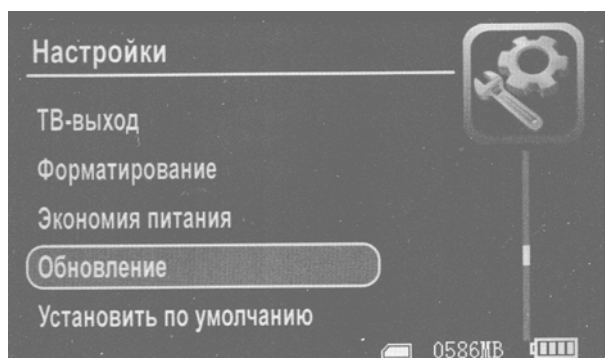 Настройки
ТВ-выход
Форматирование
Экономия питания
Обновление
Установить по умолчанию
0586MB